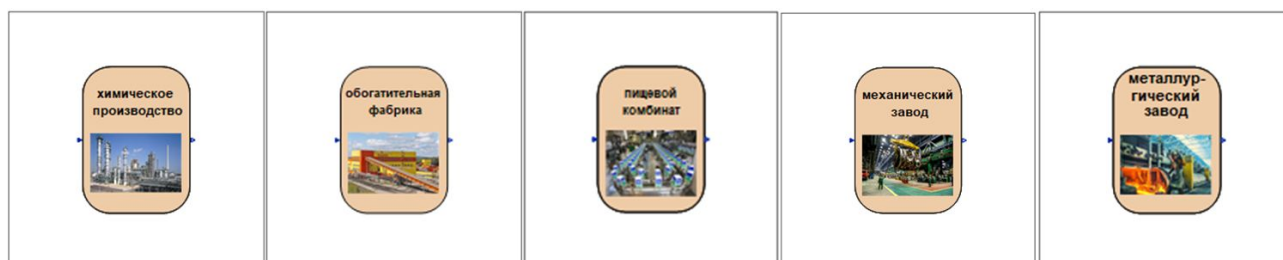 химическое
производство
обогатительная
фабрика
пищевой
комбинат
механический
завод
металлур-
гический
завод